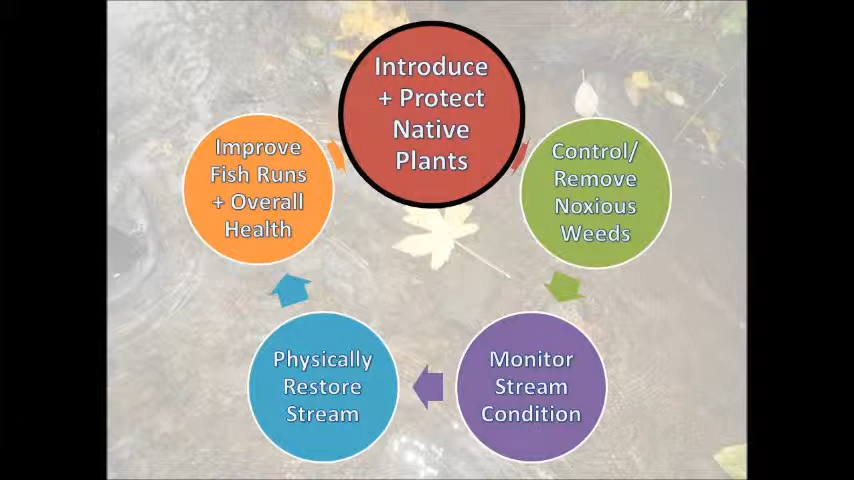 Introduce
+ Protect
Native
Plants
Control/
Remove
Noxious
Weeds
Monitor
Stream
Condition
Physically
Restore
Stream
Improve
Fish Runs
+ Overall
Health